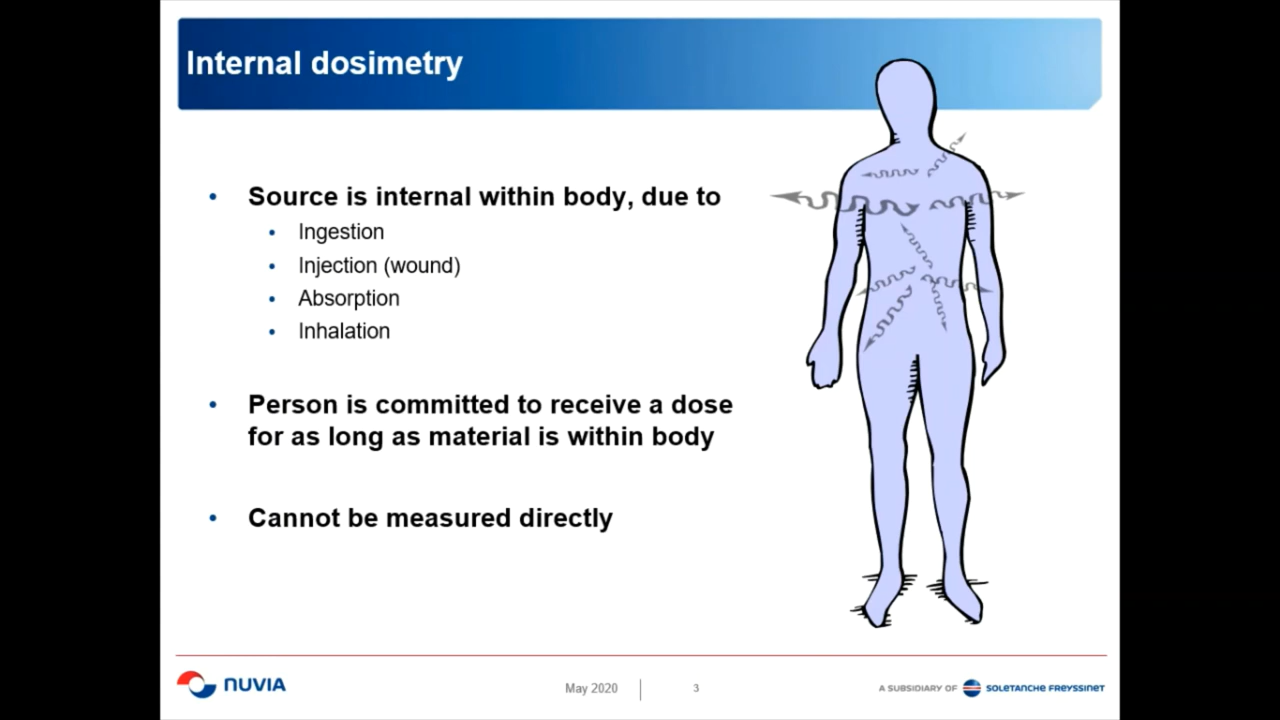 Internal dosimetry
• Source is internal within body, due to
• Ingestion
• Injection (wound)
• Absorption
• Inhalation
• Person is committed to receive a dose
for as long as material is within body
• Cannot be measured directly
NUVIA
May 2020
3
A SUBSIDIARY OF SOLETANCHE FREYSSINET